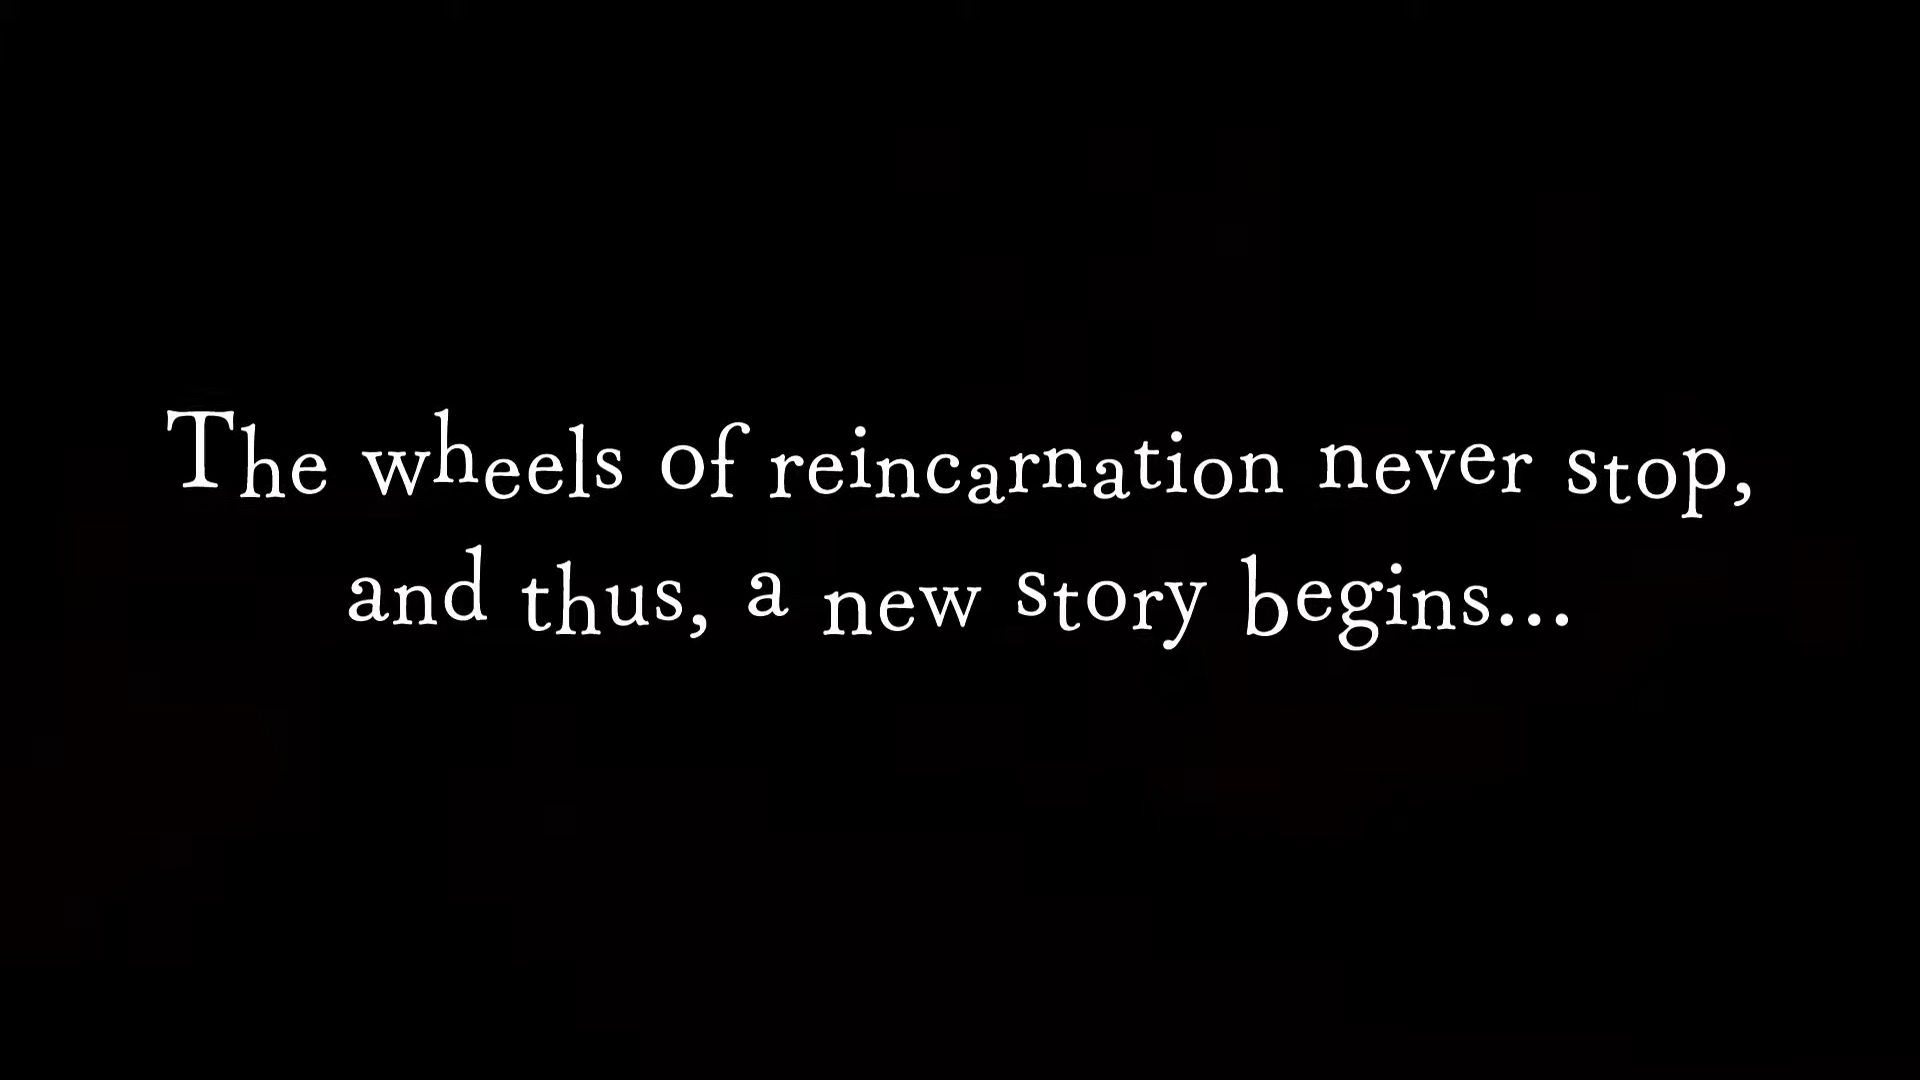 The wheels of reincarnation never stop,
and thus, a new story begins...